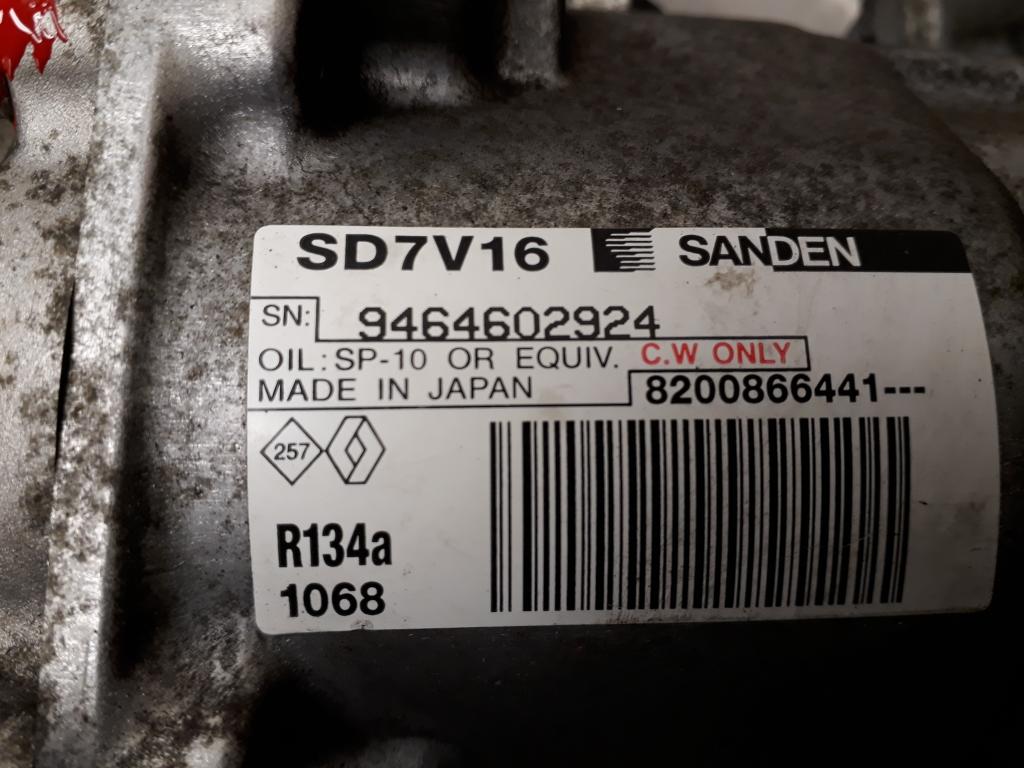 SD7V16 SANDEN
SN: 9464602924
OIL: SP-10 OR EQUIV. C.W ONLY
MADE IN JAPAN 8200866441---
257
R134a
1068